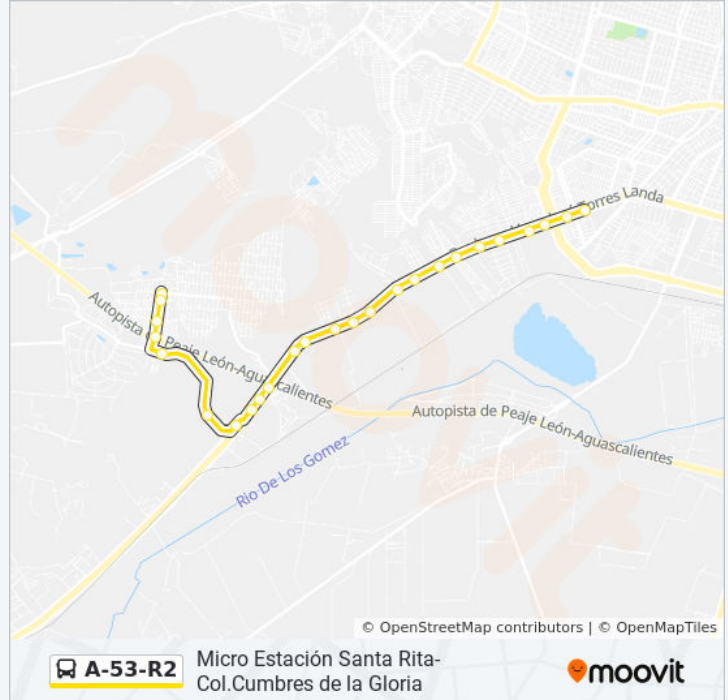 Torres Landa
Autopista de Peaje León-Aguascalientes
Autopista de Peaje León-Aguascalientes
Rio De Los Gomez
moovit
© OpenStreetMap contributors | © OpenMapTiles
A-53-R2
Micro Estación Santa Rita-
Col.Cumbres de la Gloria
moovit